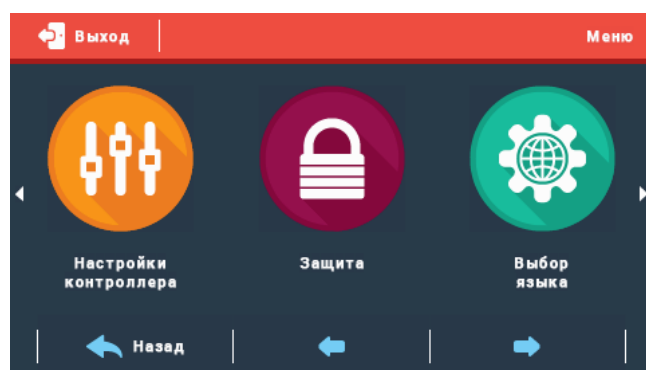 Выход
Меню
Настройки
контроллера
Защита
Выбор
языка
Назад